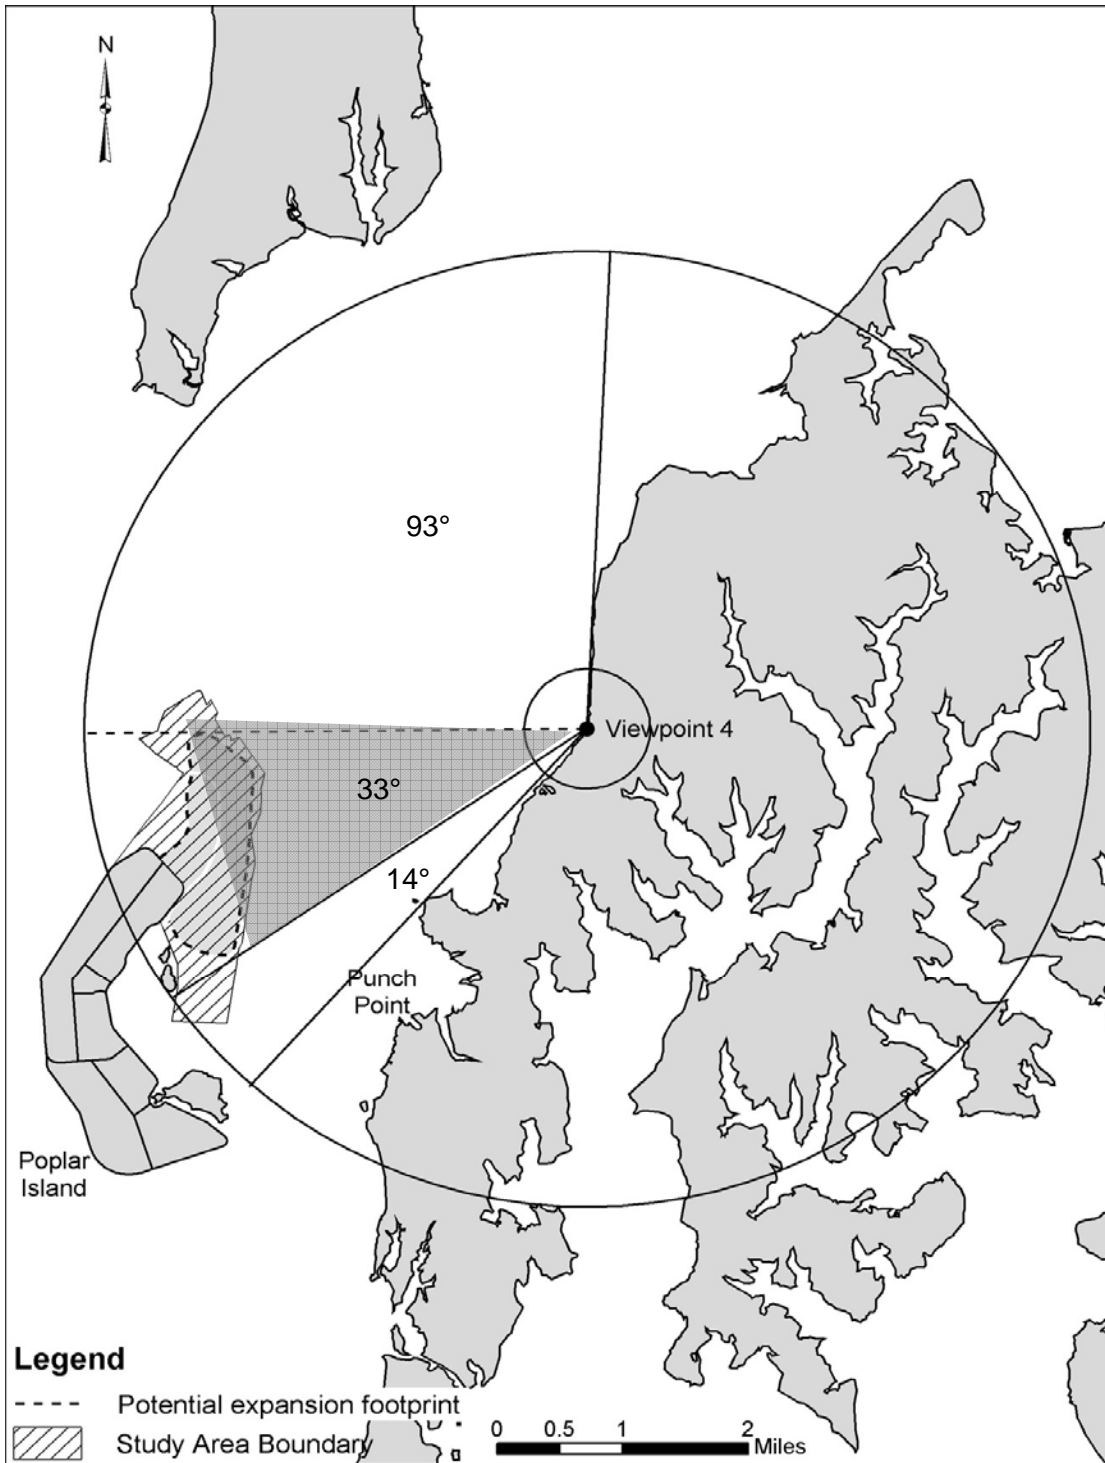 N
93°
Viewpoint 4
33°
14°
Punch
Point
Poplar
Island
Legend
Potential expansion footprint
Study Area Boundary
0 0.5 1 2
Miles